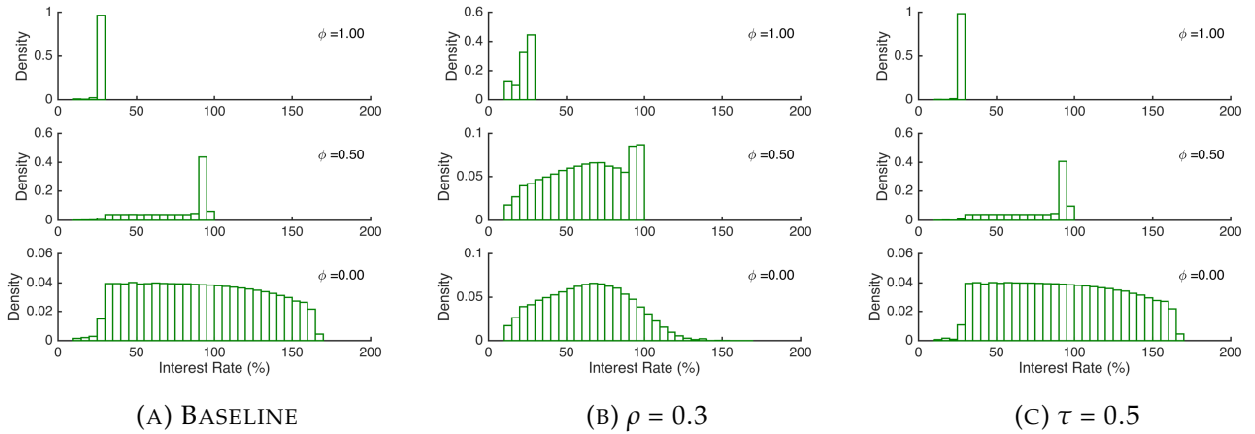 1
0.5
0
Density
ϕ =1.00
0 50 100 150 200
0.6
0.4
0.2
0
Density
ϕ =0.50
0 50 100 150 200
0.06
0.04
0.02
0
Density
ϕ =0.00
0 50 100 150 200
Interest Rate (%)
(A) BASELINE
0.6
0.4
0.2
0
Density
ϕ =1.00
0 50 100 150 200
0.1
0.05
0
Density
ϕ =0.50
0 50 100 150 200
0.1
0.05
0
Density
ϕ =0.00
0 50 100 150 200
Interest Rate (%)
(B) ρ = 0.3
1
0.5
0
Density
ϕ =1.00
0 50 100 150 200
0.6
0.4
0.2
0
Density
ϕ =0.50
0 50 100 150 200
0.06
0.04
0.02
0
Density
ϕ =0.00
0 50 100 150 200
Interest Rate (%)
(C) τ = 0.5